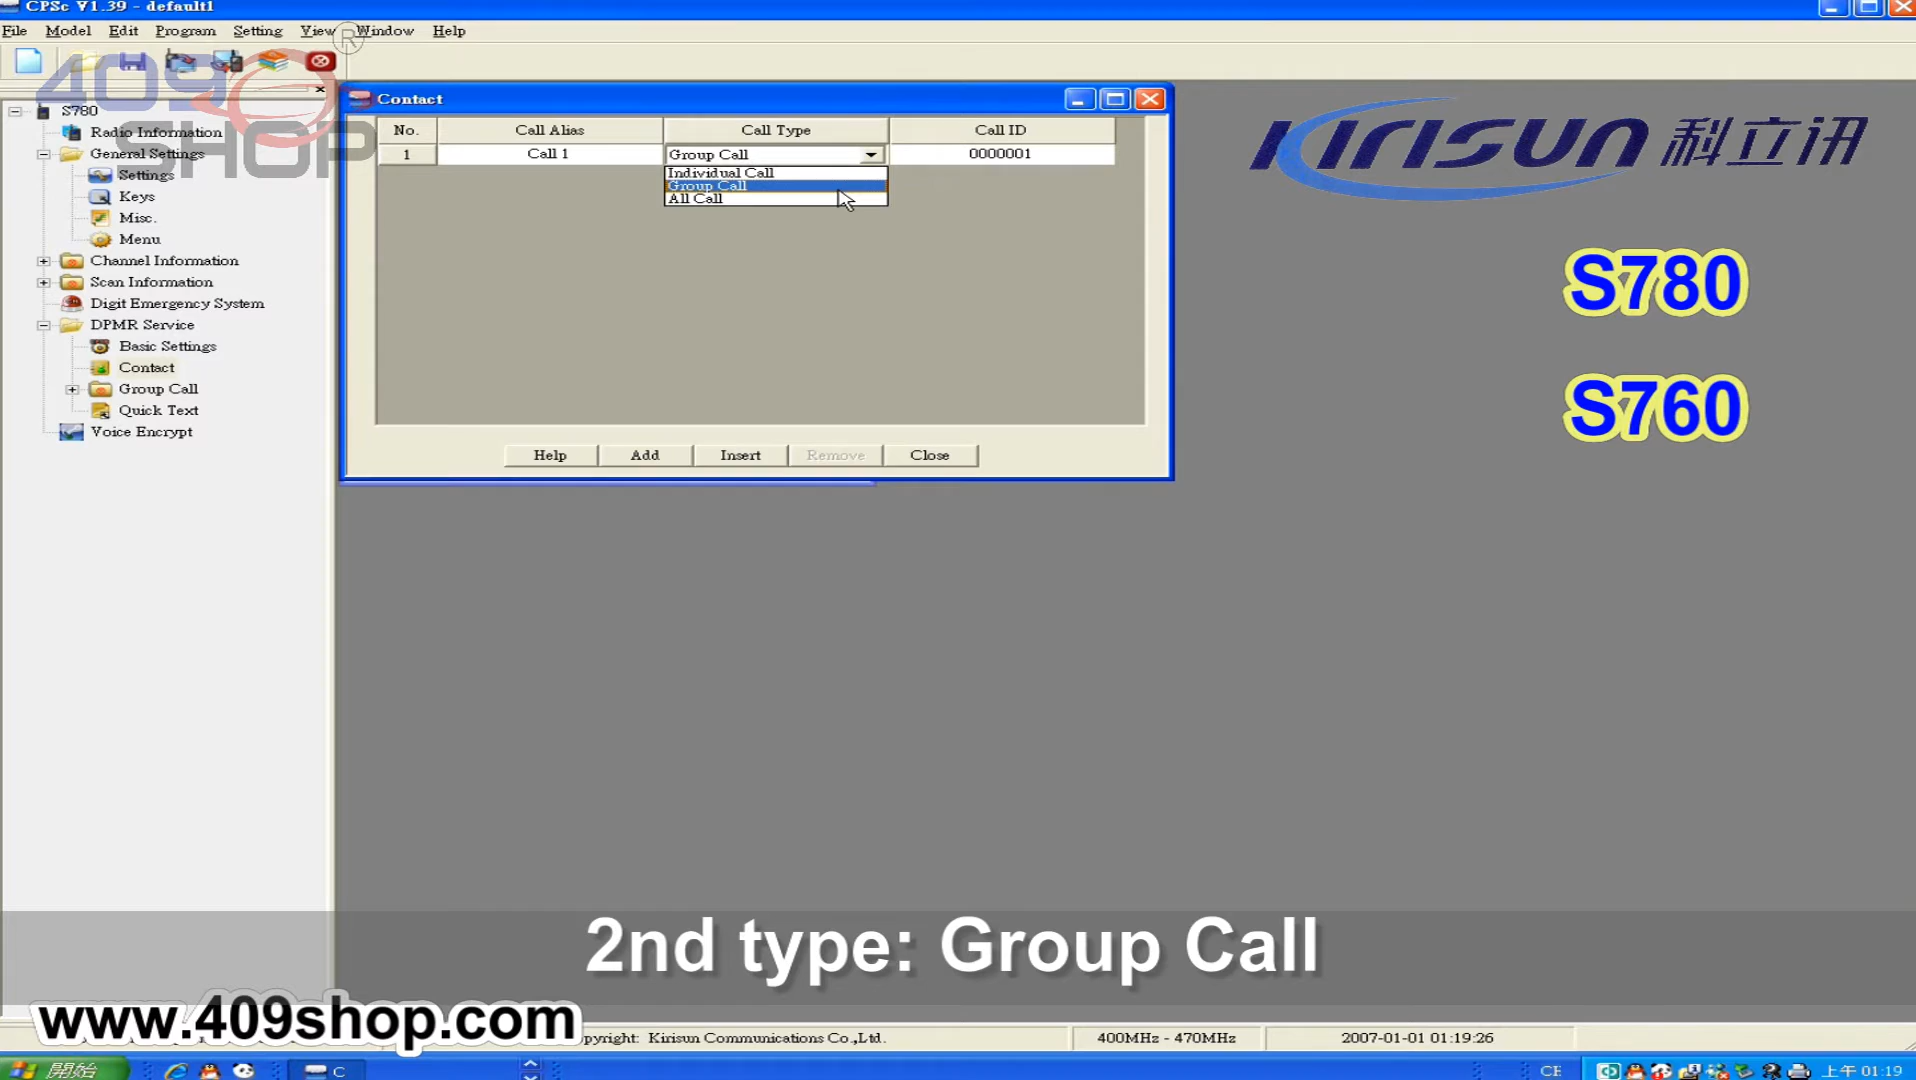 CPSc V1.39 - default1
File Model Edit Program Setting View Window Help
®
409
SHOP
S780
Radio Information
General Settings
Settings
Keys
Misc.
Menu
Channel Information
Scan Information
Digit Emergency System
DPMR Service
Basic Settings
Contact
Group Call
Quick Text
Voice Encrypt
Contact
No. Call Alias Call Type Call ID
1 Call 1 Group Call 0000001
Individual Call
Group Call
All Call
Help Add Insert Remove Close
KIRISUN 科立讯
S780
S760
2nd type: Group Call
www.409shop.com
pyright: Kirisun Communications Co.,Ltd. 400MHz - 470MHz 2007-01-01 01:19:26
開始 C CE 上午 01:19